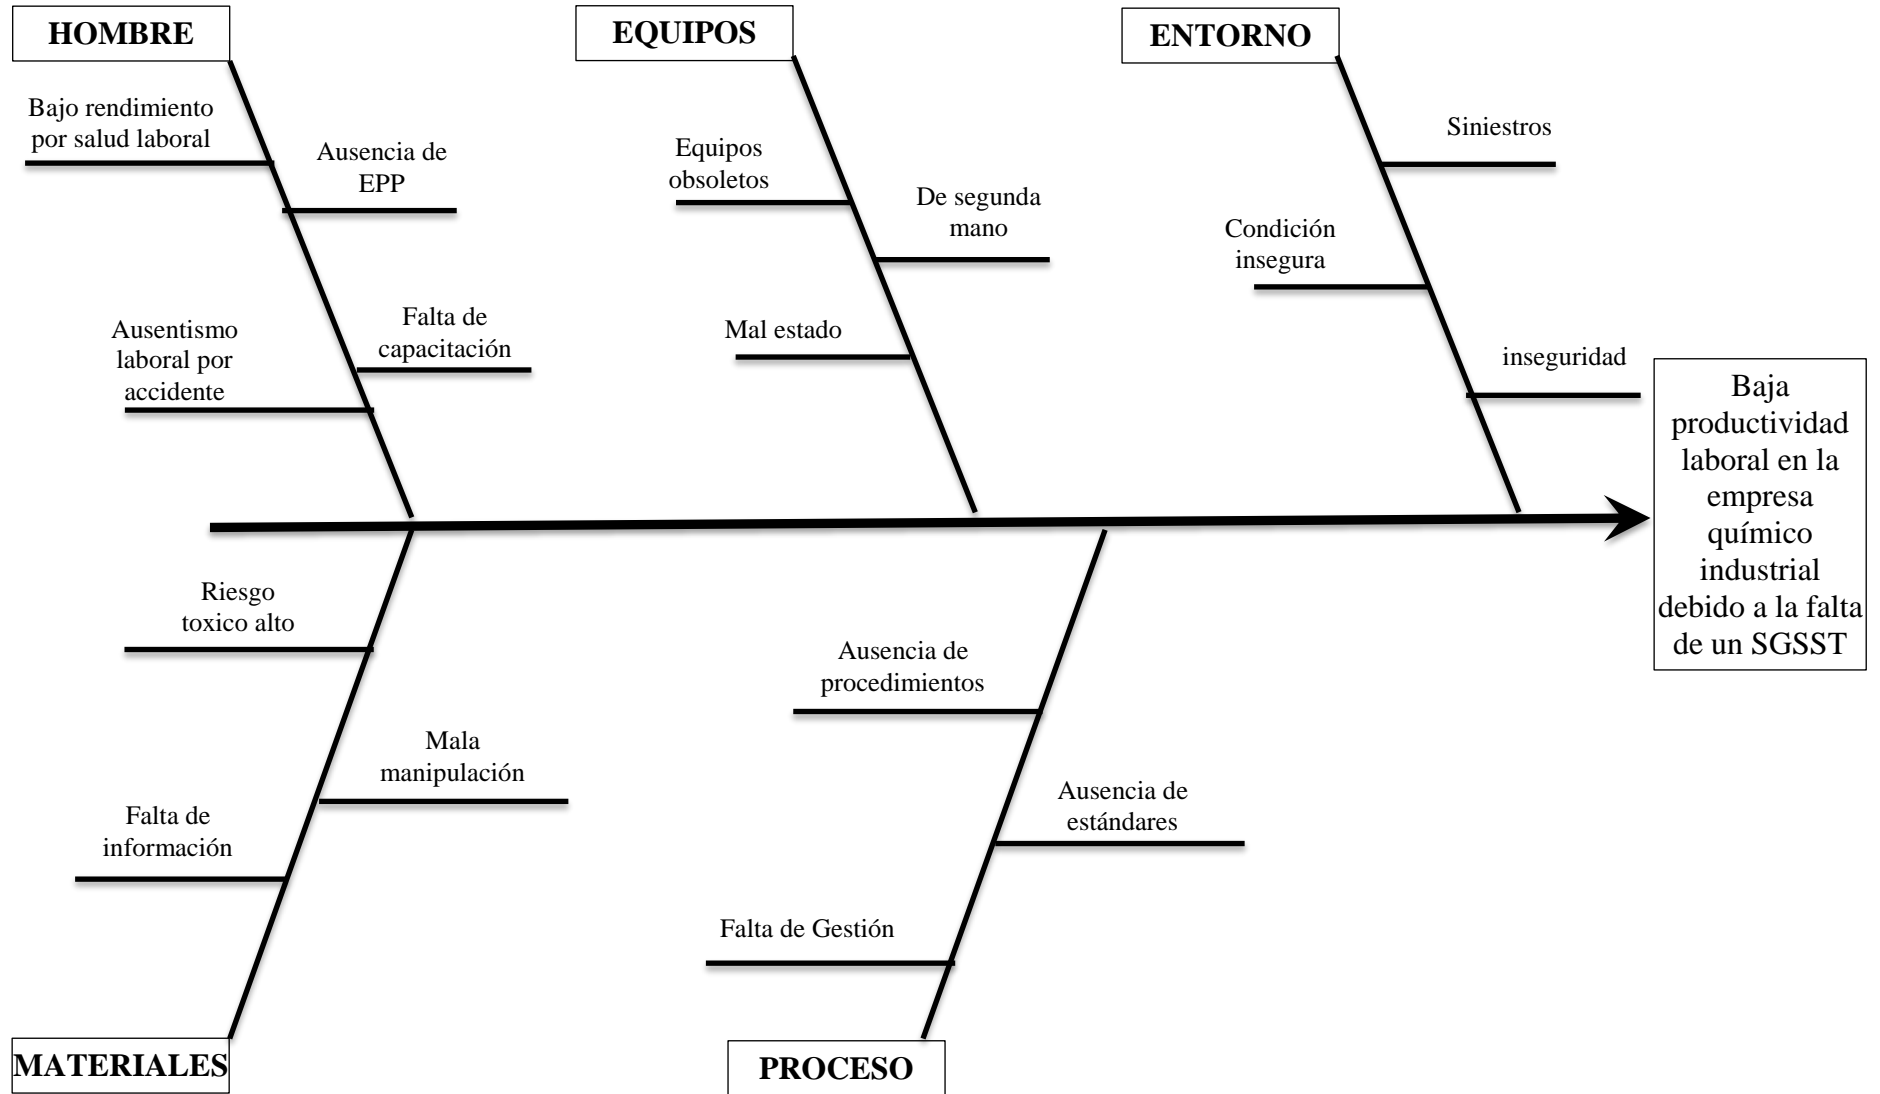 HOMBRE
EQUIPOS
ENTORNO
Bajo rendimiento
por salud laboral
Ausencia de
EPP
Ausentismo
laboral por
accidente
Falta de
capacitación
Equipos
obsoletos
De segunda
mano
Mal estado
Siniestros
Condición
insegura
inseguridad
Baja
productividad
laboral en la
empresa
químico
industrial
debido a la falta
de un SGSST
Riesgo
toxico alto
Mala
manipulación
Falta de
información
Ausencia de
procedimientos
Ausencia de
estándares
Falta de Gestión
MATERIALES
PROCESO